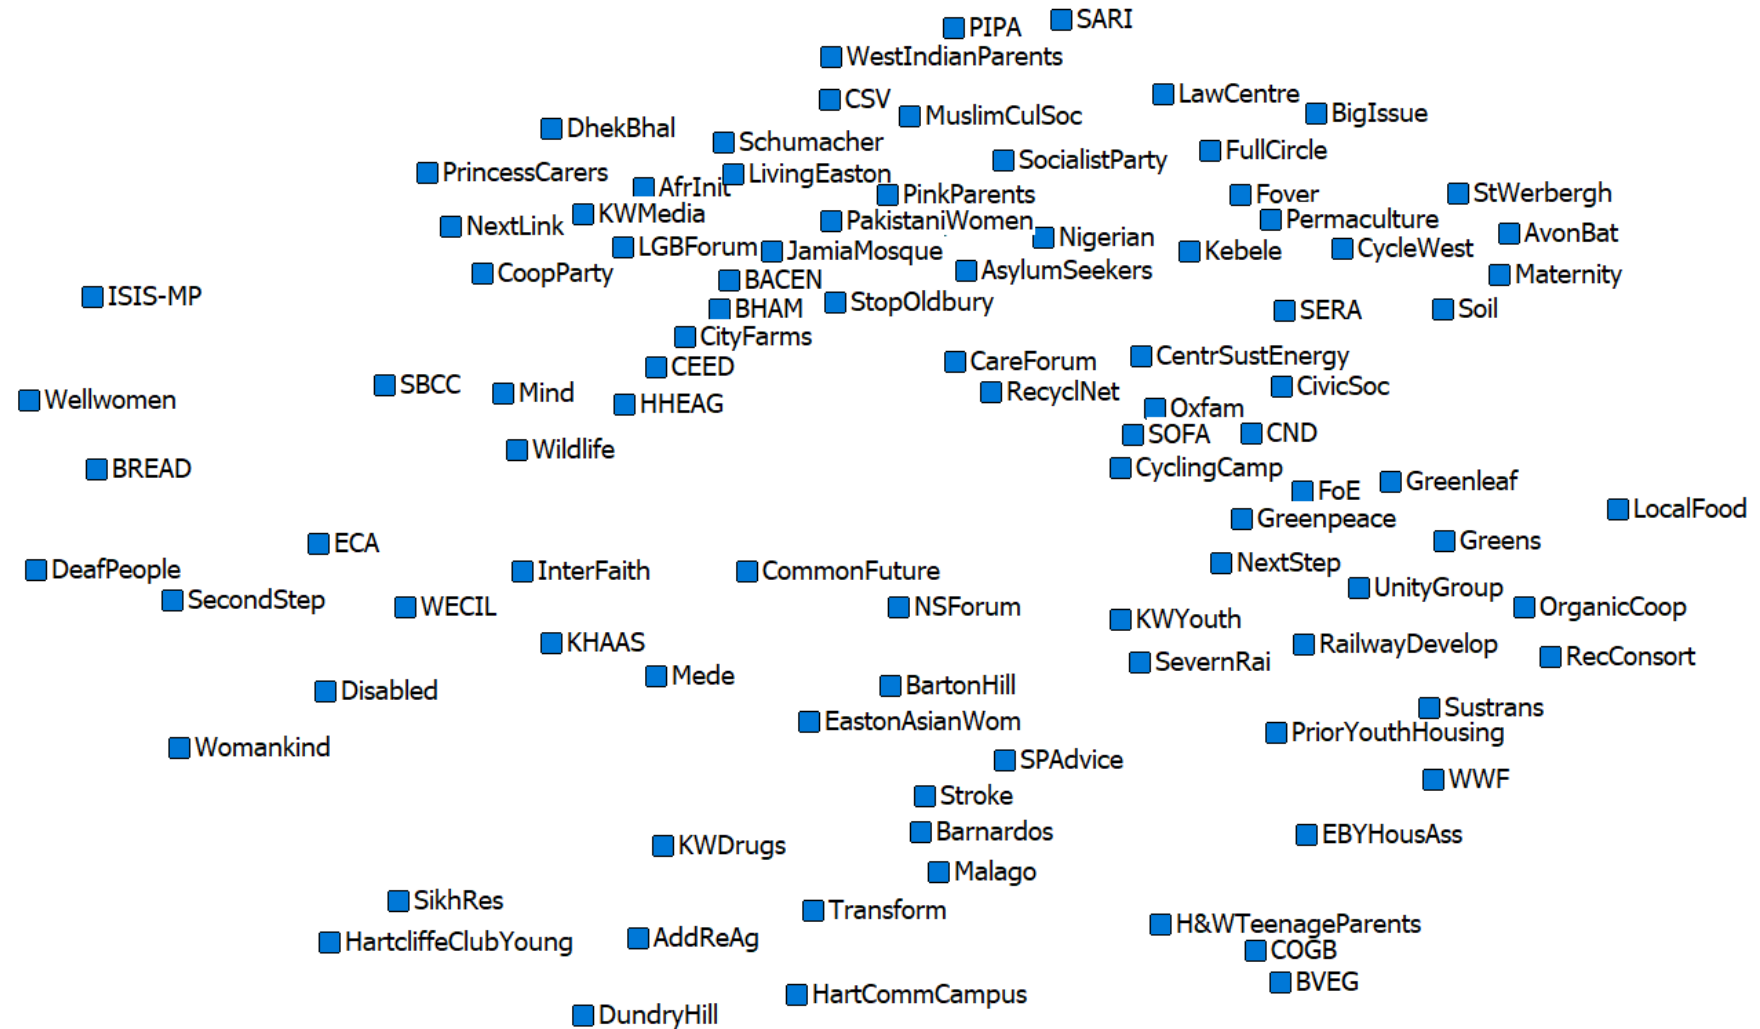 SARI
PIPA
WestIndianParents
LawCentre
CSV
BigIssue
MuslimCulSoc
DhekBhal
Schumacher
FullCircle
SocialistParty
PrincessCarers
LivingEaston
AfrInit
StWerbergh
PinkParents
Fover
KWMedia
Permaculture
PakistaniWomen
NextLink
AvonBat
Nigerian
LGBForum
CycleWest
JamiaMosque
Kebele
AsylumSeekers
CoopParty
Maternity
BACEN
ISIS-MP
StopOldbury
BHAM
Soil
SERA
CityFarms
CentrSustEnergy
CareForum
CEED
SBCC
CivicSoc
RecyclNet
Mind
Wellwomen
HHEAG
Oxfam
CND
SOFA
Wildlife
CyclingCamp
BREAD
Greenleaf
FoE
LocalFood
Greenpeace
Greens
ECA
NextStep
DeafPeople
InterFaith
CommonFuture
UnityGroup
SecondStep
WECIL
NSForum
OrganicCoop
KWYouth
KHAAS
RailwayDevelop
RecConsort
SevernRai
Mede
BartonHill
Disabled
Sustrans
EastonAsianWom
PriorYouthHousing
Womankind
SPAdvice
WWF
Stroke
Barnardos
EBYHousAss
KWDrugs
Malago
SikhRes
Transform
H&WTeenageParents
AddReAg
HartcliffeClubYoung
COGB
BVEG
HartCommCampus
DundryHill